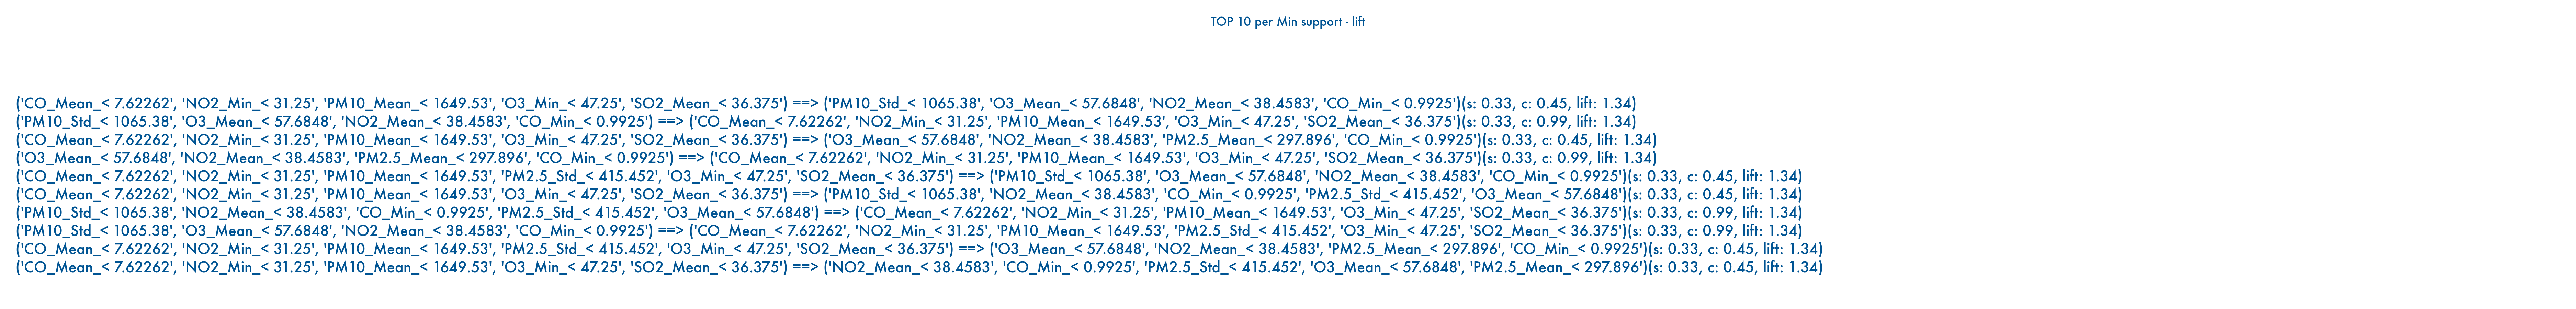 TOP 10 per Min support - lift
('CO_Mean_< 7.62262', 'NO2_Min_< 31.25', 'PM10_Mean_< 1649.53', 'O3_Min_< 47.25', 'SO2_Mean_< 36.375') ==> ('PM10_Std_< 1065.38', 'O3_Mean_< 57.6848', 'NO2_Mean_< 38.4583', 'CO_Min_< 0.9925')(s: 0.33, c: 0.45, lift: 1.34)
('PM10_Std_< 1065.38', 'O3_Mean_< 57.6848', 'NO2_Mean_< 38.4583', 'CO_Min_< 0.9925') ==> ('CO_Mean_< 7.62262', 'NO2_Min_< 31.25', 'PM10_Mean_< 1649.53', 'O3_Min_< 47.25', 'SO2_Mean_< 36.375')(s: 0.33, c: 0.99, lift: 1.34)
('CO_Mean_< 7.62262', 'NO2_Min_< 31.25', 'PM10_Mean_< 1649.53', 'O3_Min_< 47.25', 'SO2_Mean_< 36.375') ==> ('O3_Mean_< 57.6848', 'NO2_Mean_< 38.4583', 'PM2.5_Mean_< 297.896', 'CO_Min_< 0.9925')(s: 0.33, c: 0.45, lift: 1.34)
('O3_Mean_< 57.6848', 'NO2_Mean_< 38.4583', 'PM2.5_Mean_< 297.896', 'CO_Min_< 0.9925') ==> ('CO_Mean_< 7.62262', 'NO2_Min_< 31.25', 'PM10_Mean_< 1649.53', 'O3_Min_< 47.25', 'SO2_Mean_< 36.375')(s: 0.33, c: 0.99, lift: 1.34)
('CO_Mean_< 7.62262', 'NO2_Min_< 31.25', 'PM10_Mean_< 1649.53', 'PM2.5_Std_< 415.452', 'O3_Min_< 47.25', 'SO2_Mean_< 36.375') ==> ('PM10_Std_< 1065.38', 'O3_Mean_< 57.6848', 'NO2_Mean_< 38.4583', 'CO_Min_< 0.9925')(s: 0.33, c: 0.45, lift: 1.34)
('CO_Mean_< 7.62262', 'NO2_Min_< 31.25', 'PM10_Mean_< 1649.53', 'O3_Min_< 47.25', 'SO2_Mean_< 36.375') ==> ('PM10_Std_< 1065.38', 'NO2_Mean_< 38.4583', 'CO_Min_< 0.9925', 'PM2.5_Std_< 415.452', 'O3_Mean_< 57.6848')(s: 0.33, c: 0.45, lift: 1.34)
('PM10_Std_< 1065.38', 'NO2_Mean_< 38.4583', 'CO_Min_< 0.9925', 'PM2.5_Std_< 415.452', 'O3_Mean_< 57.6848') ==> ('CO_Mean_< 7.62262', 'NO2_Min_< 31.25', 'PM10_Mean_< 1649.53', 'O3_Min_< 47.25', 'SO2_Mean_< 36.375')(s: 0.33, c: 0.99, lift: 1.34)
('PM10_Std_< 1065.38', 'O3_Mean_< 57.6848', 'NO2_Mean_< 38.4583', 'CO_Min_< 0.9925') ==> ('CO_Mean_< 7.62262', 'NO2_Min_< 31.25', 'PM10_Mean_< 1649.53', 'PM2.5_Std_< 415.452', 'O3_Min_< 47.25', 'SO2_Mean_< 36.375')(s: 0.33, c: 0.99, lift: 1.34)
('CO_Mean_< 7.62262', 'NO2_Min_< 31.25', 'PM10_Mean_< 1649.53', 'PM2.5_Std_< 415.452', 'O3_Min_< 47.25', 'SO2_Mean_< 36.375') ==> ('O3_Mean_< 57.6848', 'NO2_Mean_< 38.4583', 'PM2.5_Mean_< 297.896', 'CO_Min_< 0.9925')(s: 0.33, c: 0.45, lift: 1.34)
('CO_Mean_< 7.62262', 'NO2_Min_< 31.25', 'PM10_Mean_< 1649.53', 'O3_Min_< 47.25', 'SO2_Mean_< 36.375') ==> ('NO2_Mean_< 38.4583', 'CO_Min_< 0.9925', 'PM2.5_Std_< 415.452', 'O3_Mean_< 57.6848', 'PM2.5_Mean_< 297.896')(s: 0.33, c: 0.45, lift: 1.34)